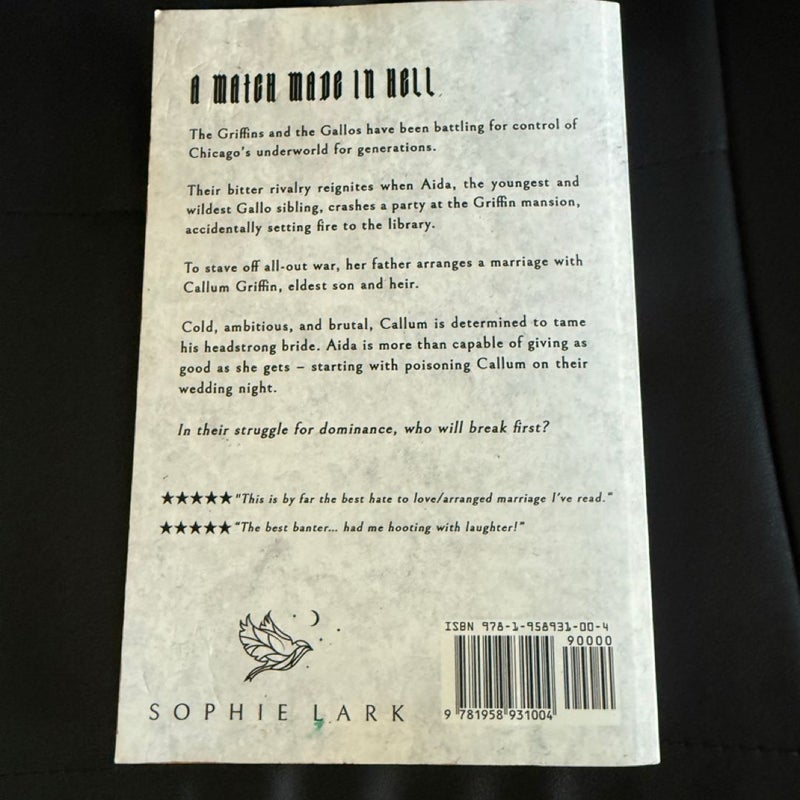 A MATCH MADE IN HELL
The Griffins and the Gallos have been battling for control of
Chicago's underworld for generations.
Their bitter rivalry reignites when Aida, the youngest and
wildest Gallo sibling, crashes a party at the Griffin mansion,
accidentally setting fire to the library.
To stave off all-out war, her father arranges a marriage with
Callum Griffin, eldest son and heir.
Cold, ambitious, and brutal, Callum is determined to tame
his headstrong bride. Aida is more than capable of giving as
good as she gets – starting with poisoning Callum on their
wedding night.
In their struggle for dominance, who will break first?
★★★★★"This is by far the best hate to love/arranged marriage I've read."
★★★★★"The best banter... had me hooting with laughter!"
SOPHIE LARK
ISBN 978-1-958931-00-4
90000
9 781958 931004